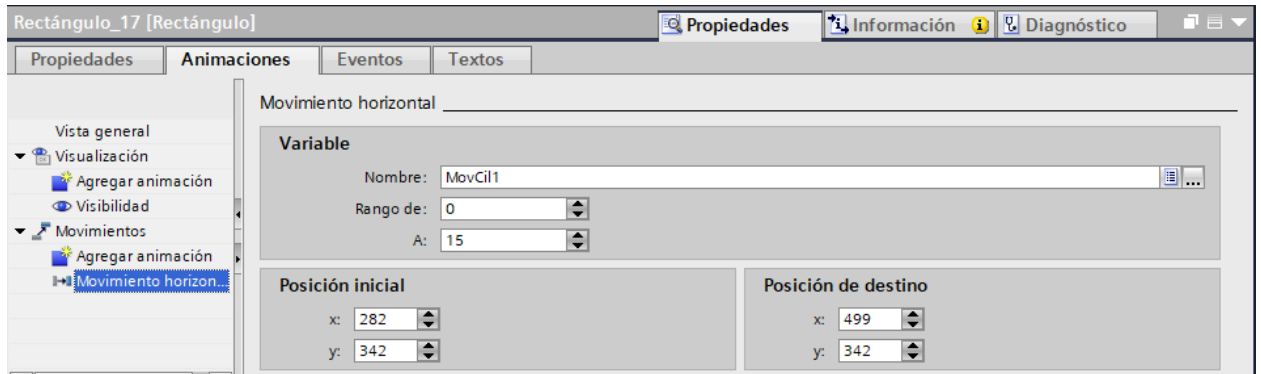 Rectángulo_17 [Rectángulo]
Propiedades Información Diagnóstico
Propiedades Animaciones Eventos Textos
Vista general
Visualización
Agregar animación
Visibilidad
Movimientos
Agregar animación
Movimiento horizon...
Movimiento horizontal
Variable
Nombre: MovCil1 ...
Rango de: 0
A: 15
Posición inicial
x: 282
y: 342
Posición de destino
x: 499
y: 342